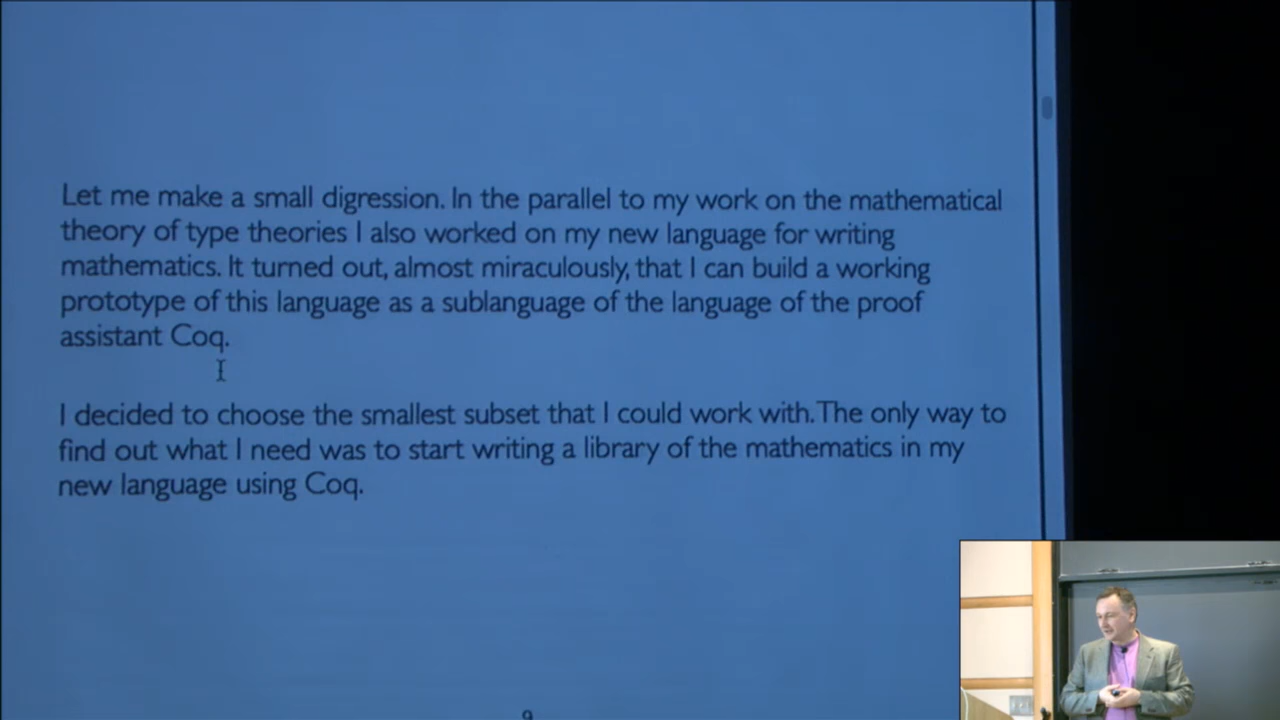 Let me make a small digression. In the parallel to my work on the mathematical
theory of type theories I also worked on my new language for writing
mathematics. It turned out, almost miraculously, that I can build a working
prototype of this language as a sublanguage of the language of the proof
assistant Coq.
I decided to choose the smallest subset that I could work with. The only way to
find out what I need was to start writing a library of the mathematics in my
new language using Coq.
9